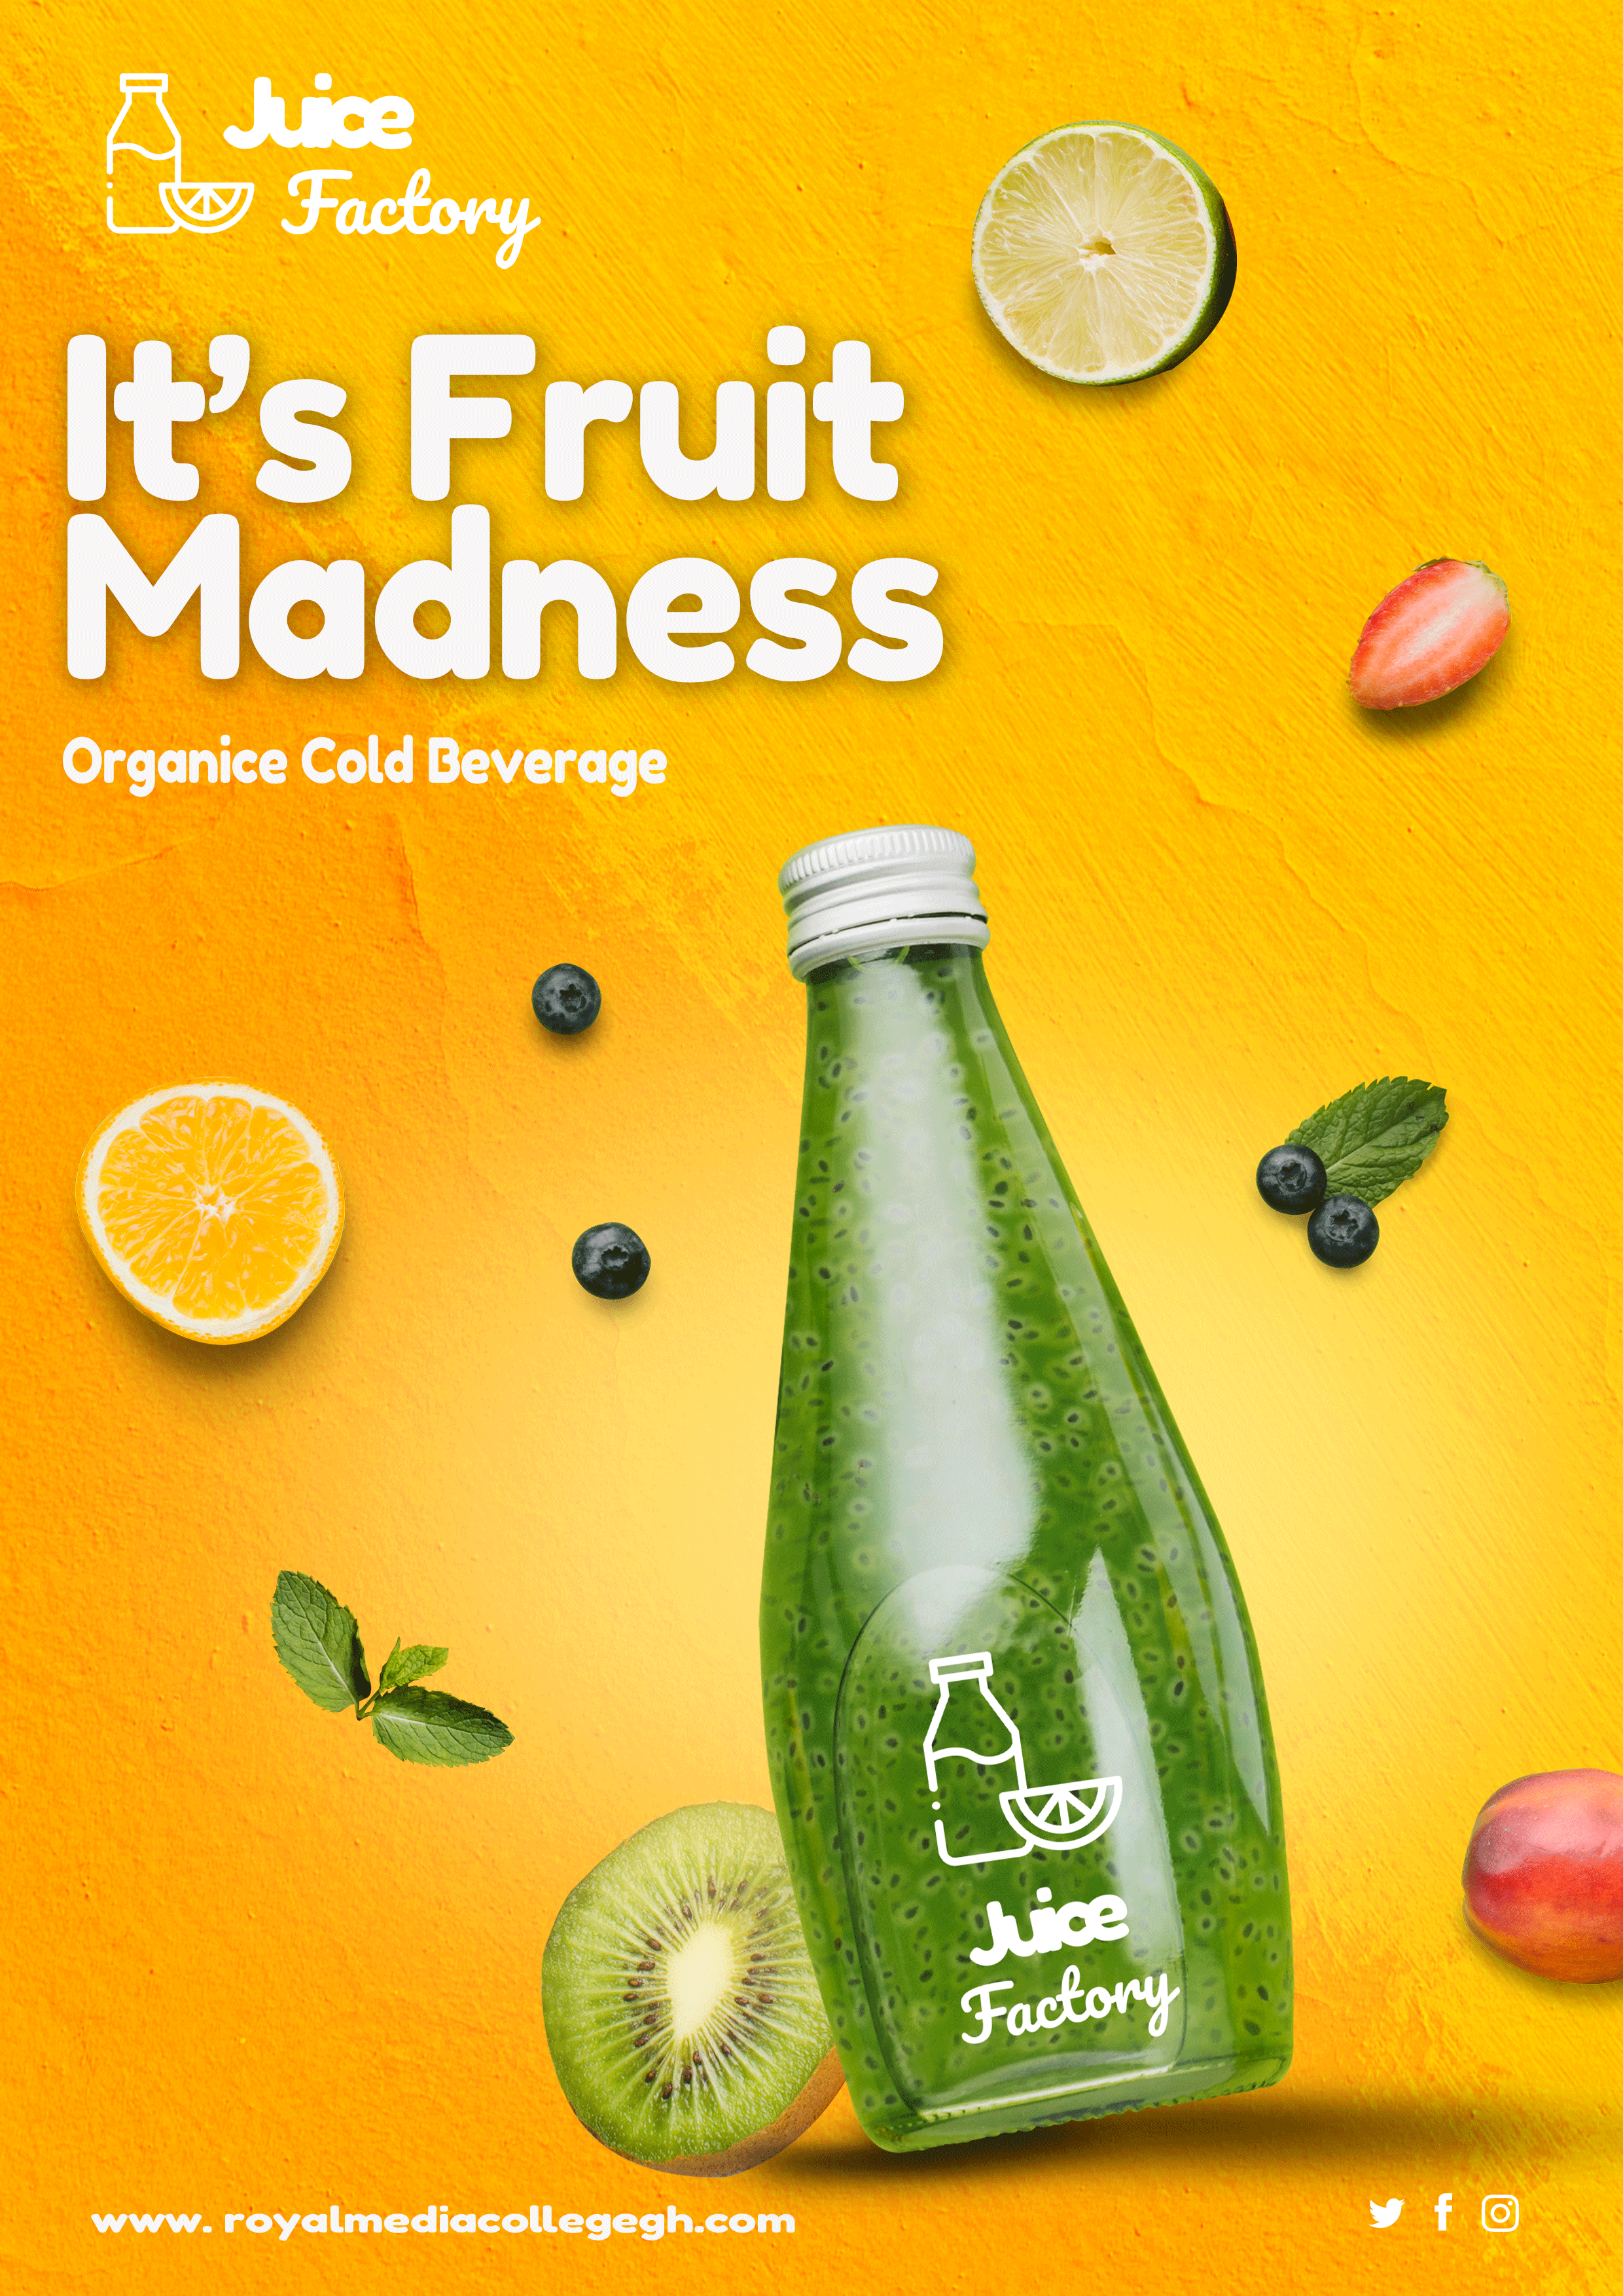 Juice
Factory
It's Fruit
Madness
Organice Cold Beverage
Juice
Factory
www. royalmediacollegegh.com